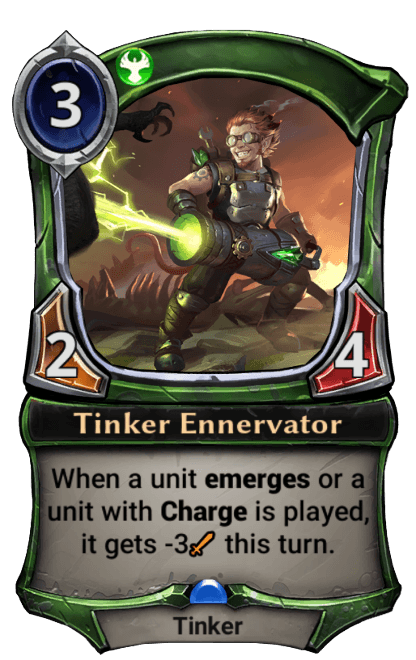 3
2
4
Tinker Ennervator
When a unit emerges or a
unit with Charge is played,
it gets -3 this turn.
Tinker